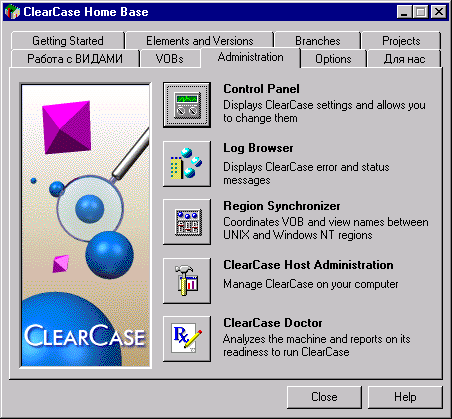 ClearCase Home Base
Getting Started
Elements and Versions
Branches
Projects
Работа с ВИДАМИ
VOBs
Administration
Options
Для нас
Control Panel
Displays ClearCase settings and allows you
to change them
Log Browser
Displays ClearCase error and status
messages
Region Synchronizer
Coordinates VOB and view names between
UNIX and Windows NT regions
ClearCase Host Administration
Manage ClearCase on your computer
ClearCase Doctor
Analyzes the machine and reports on its
readiness to run ClearCase
Rx
CLEARCASE
Close
Help